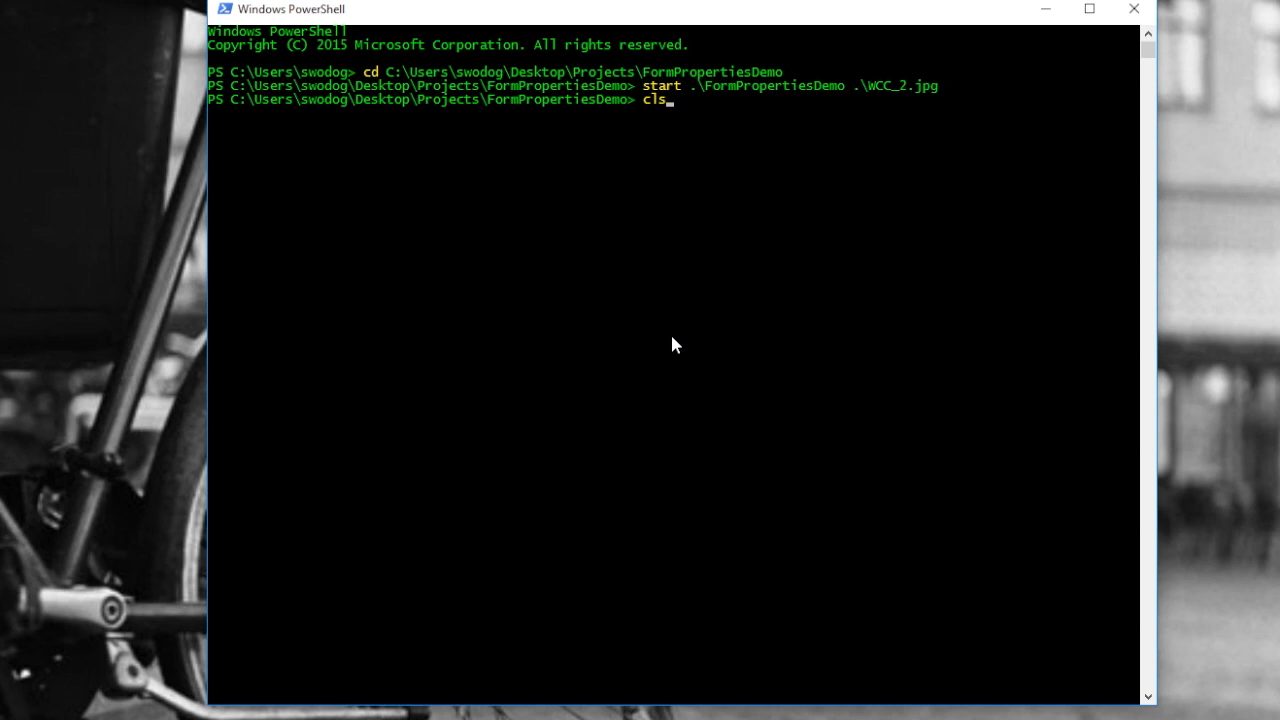 Windows PowerShell
Windows PowerShell
Copyright (C) 2015 Microsoft Corporation. All rights reserved.
PS C:\Users\swodog> cd C:\Users\swodog\Desktop\Projects\FormPropertiesDemo
PS C:\Users\swodog\Desktop\Projects\FormPropertiesDemo> start .\FormPropertiesDemo .\WCC_2.jpg
PS C:\Users\swodog\Desktop\Projects\FormPropertiesDemo> cls